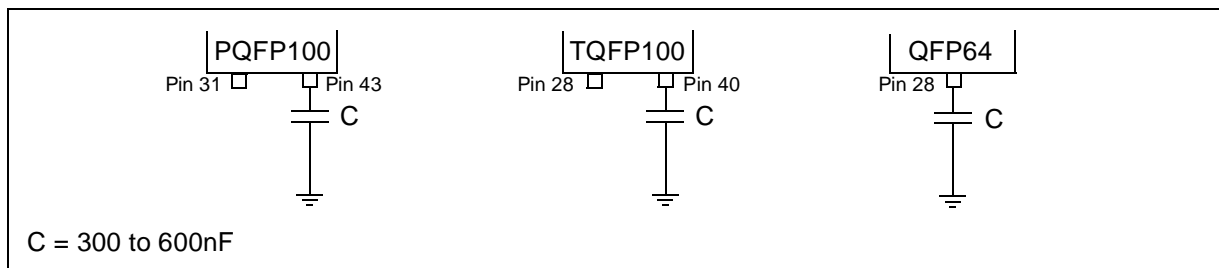 PQFP100
TQFP100
QFP64
Pin 31
Pin 43
Pin 28
Pin 40
Pin 28
C
C
C
C = 300 to 600nF